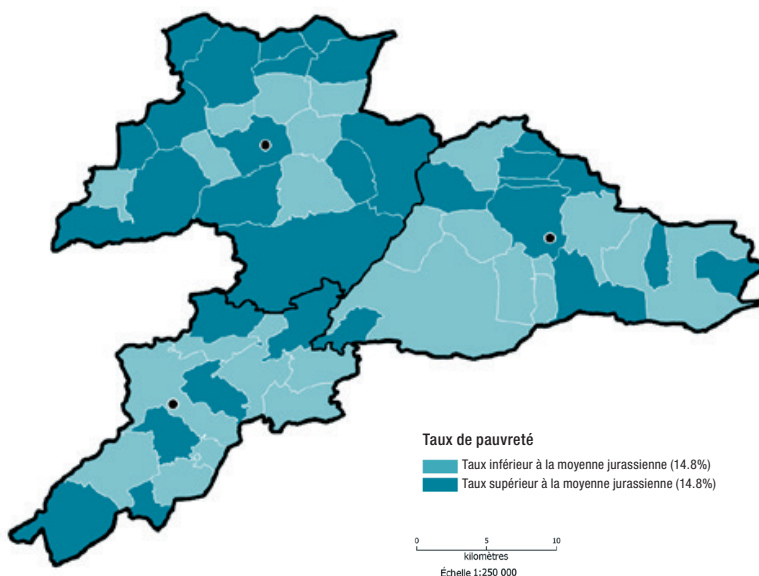 Taux de pauvreté
Taux inférieur à la moyenne jurassienne (14.8%)
Taux supérieur à la moyenne jurassienne (14.8%)
0 5 10
kilomètres
Échelle 1:250 000